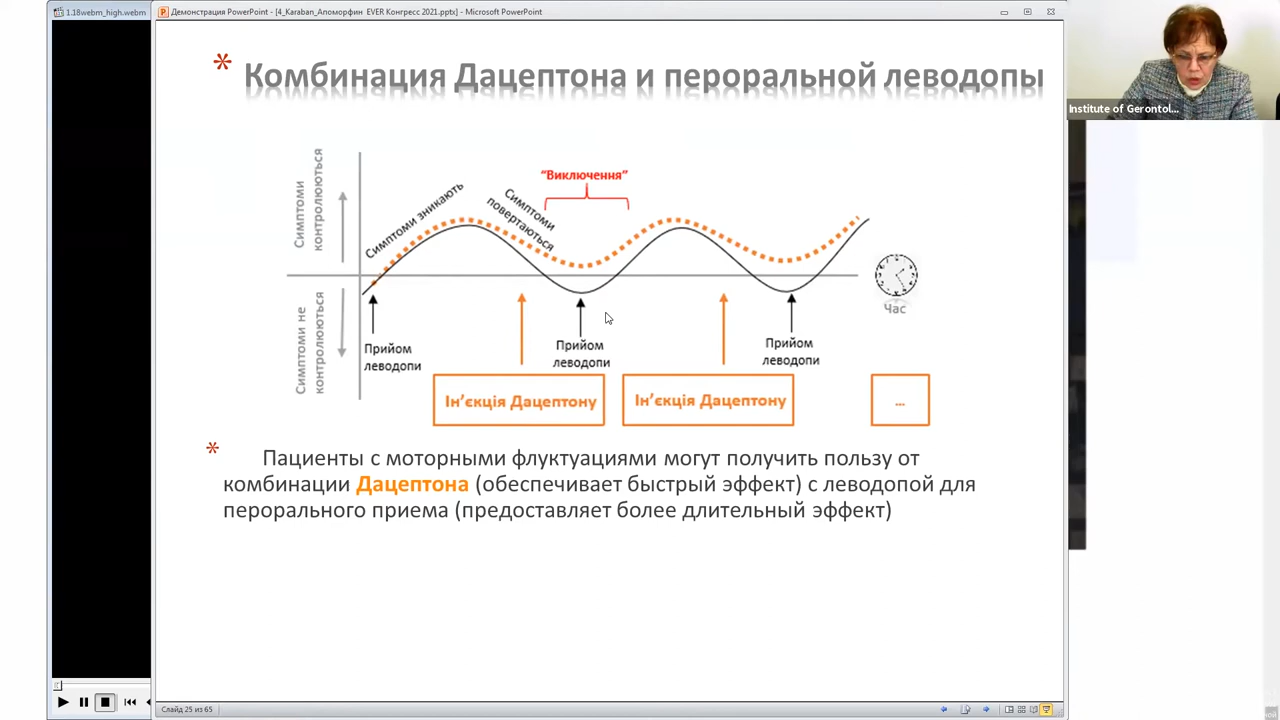 1.18webm_high.webm
Демонстрация PowerPoint - [4_Karaban_Апоморфин EVER Конгресс 2021.pptx] - Microsoft PowerPoint
Institute of Gerontol...
* Комбинация Дацептона и пероральной леводопы
Симптоми
контролюються
Симптоми не
контролюються
Симптоми зникають
Симптоми
повертаються
“Виключення”
Час
Прийом
леводопи
Прийом
леводопи
Прийом
леводопи
Ін’єкція Дацептону
Ін’єкція Дацептону
...
* Пациенты с моторными флуктуациями могут получить пользу от
комбинации Дацептона (обеспечивает быстрый эффект) с леводопой для
перорального приема (предоставляет более длительный эффект)
Слайд 25 из 65